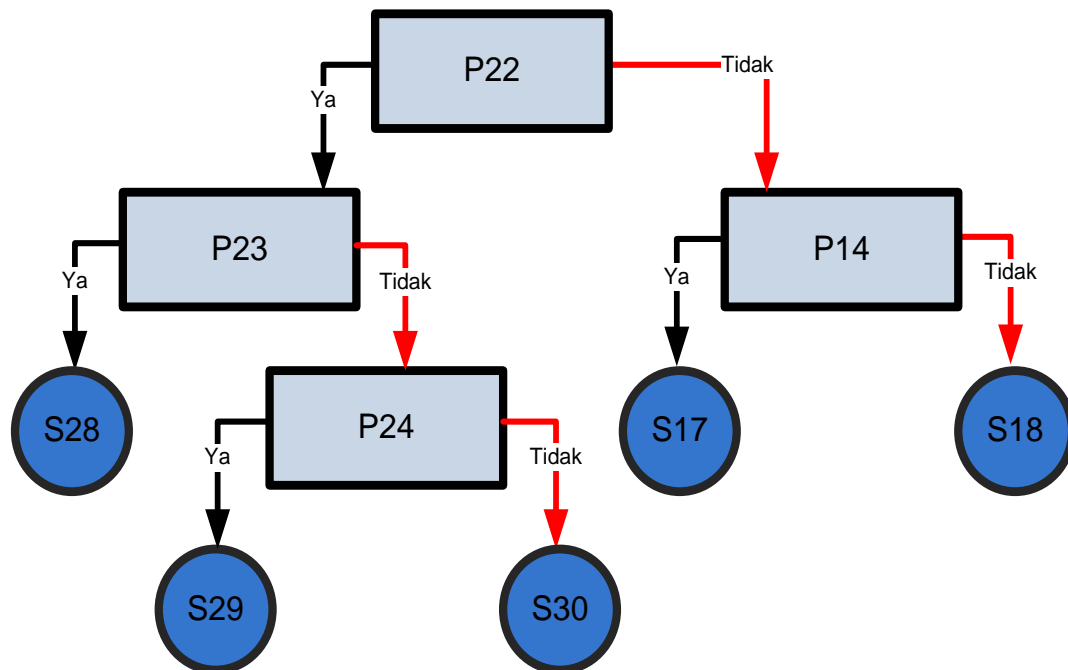 P22
Tidak
Ya
P23
P14
Ya
Tidak
Ya
Tidak
S28
P24
S17
S18
Ya
Tidak
S29
S30